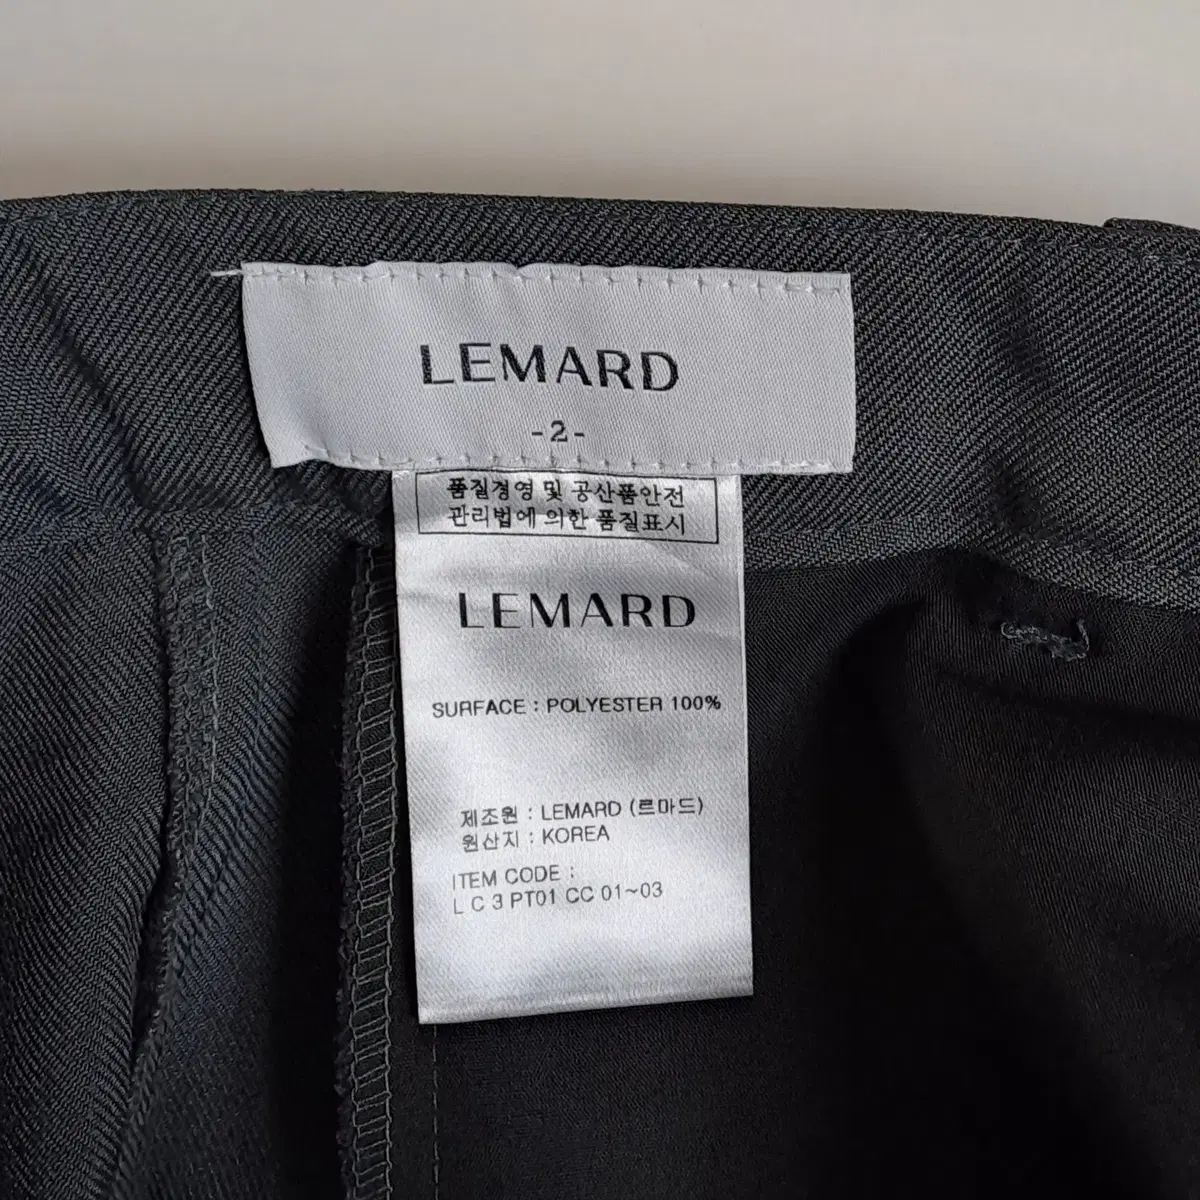 LEMARD
-2-
품질경영 및 공산품안전
관리법에 의한 품질표시
LEMARD
SURFACE : POLYESTER 100%
제조원 : LEMARD (르마드)
원산지 : KOREA
ITEM CODE :
L C 3 PT01 CC 01~03